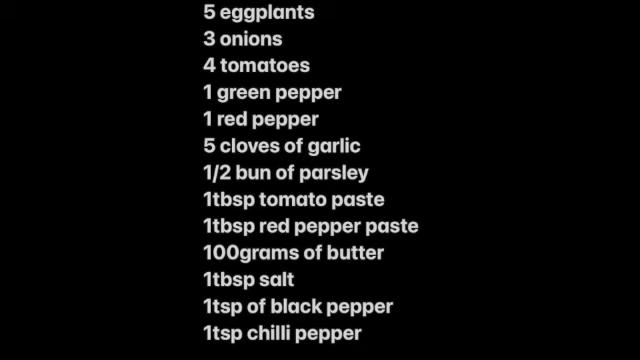 5 eggplants
3 onions
4 tomatoes
1 green pepper
1 red pepper
5 cloves of garlic
1/2 bun of parsley
1tbsp tomato paste
1tbsp red pepper paste
100grams of butter
1tbsp salt
1tsp of black pepper
1tsp chilli pepper